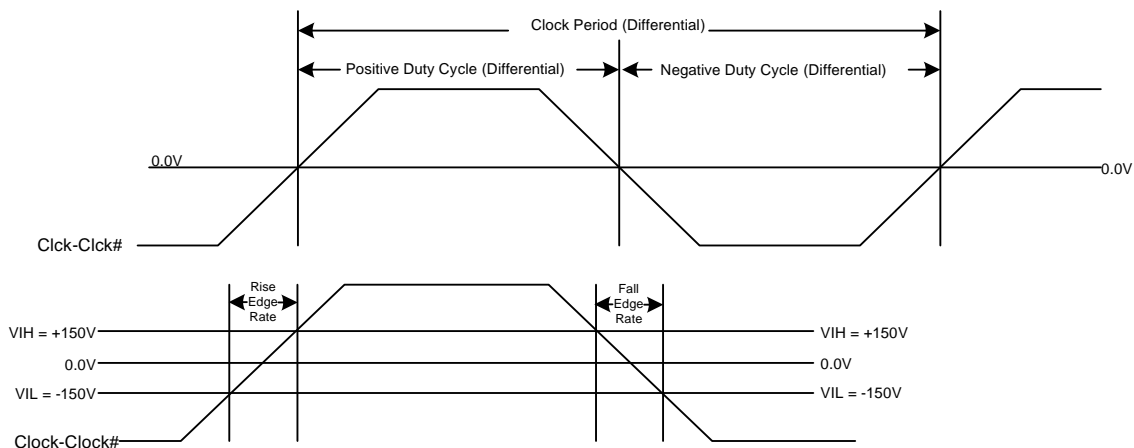 Clock Period (Differential)
Positive Duty Cycle (Differential)
Negative Duty Cycle (Differential)
0.0V
0.0V
Clck-Clck#
Rise
Edge
Rate
Fall
Edge
Rate
VIH = +150V
VIH = +150V
0.0V
0.0V
VIL = -150V
VIL = -150V
Clock-Clock#